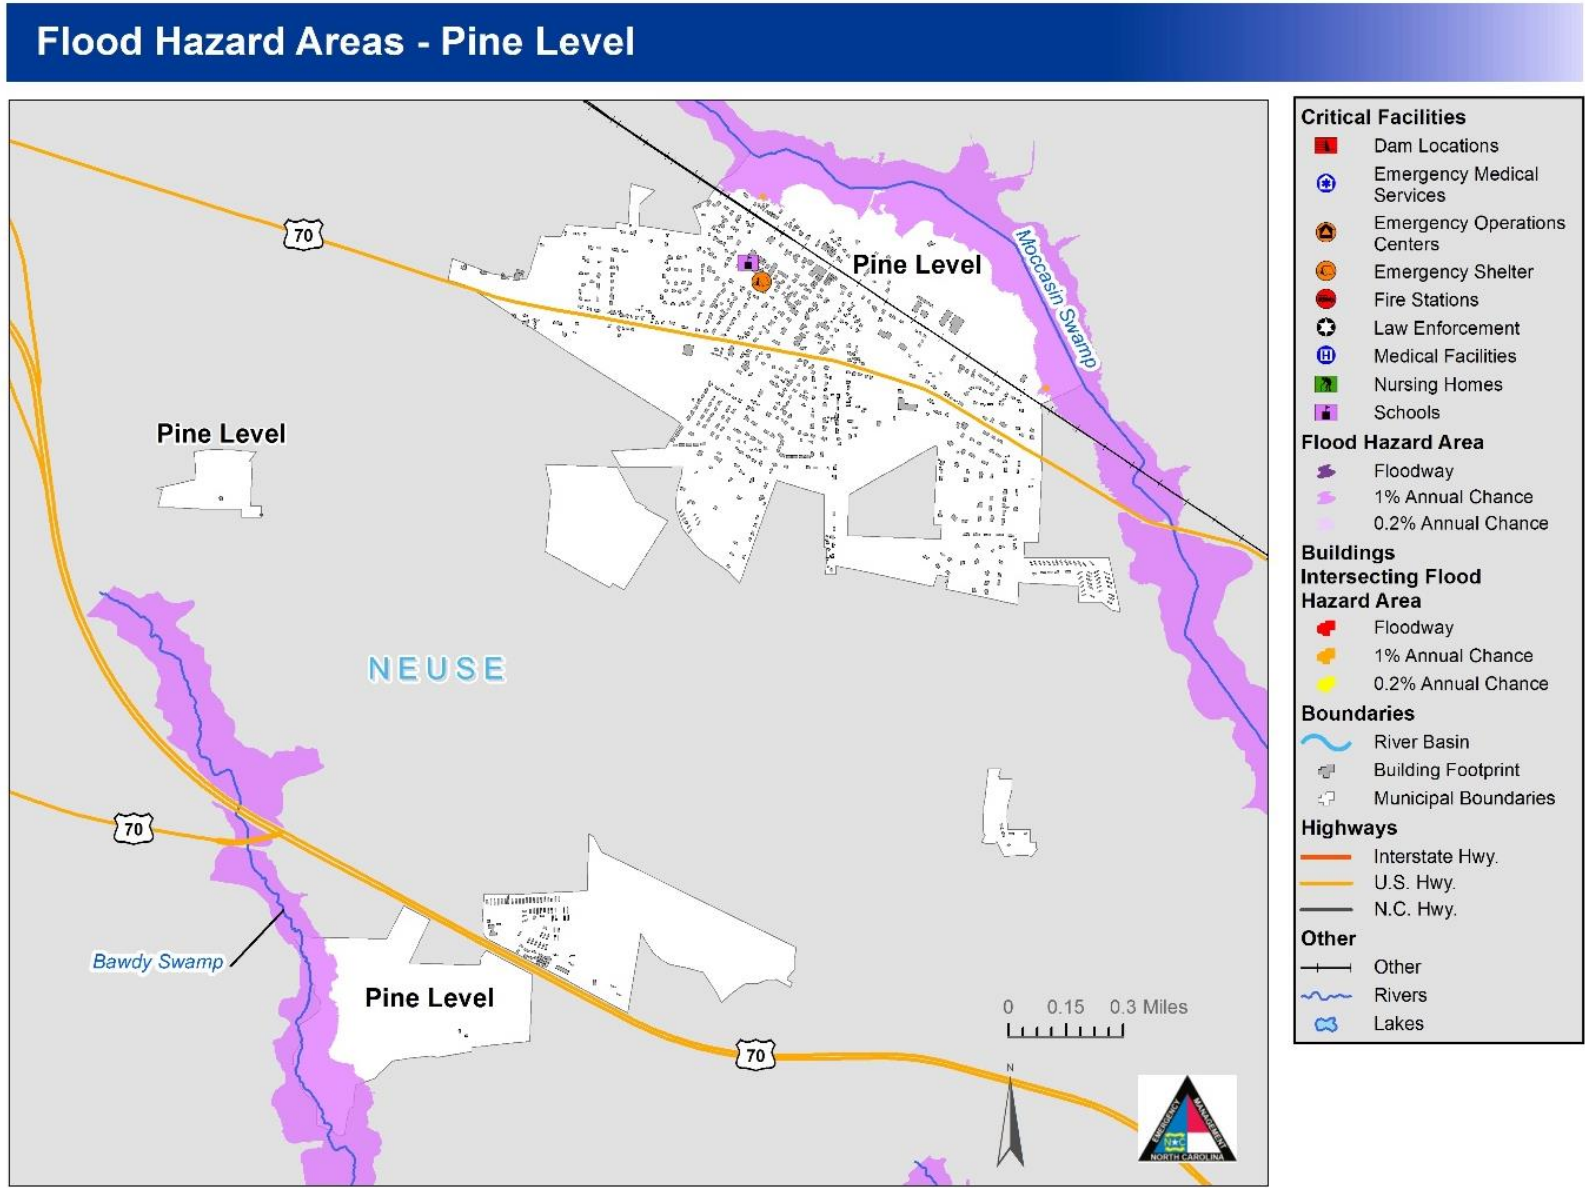 Flood Hazard Areas - Pine Level
70
Pine Level
Moccasin Swamp
Pine Level
NEUSE
70
Bawdy Swamp
Pine Level
70
0 0.15 0.3 Miles
N
EMERGENCY
MANAGEMENT
N C
NORTH CAROLINA
Critical Facilities
Dam Locations
Emergency Medical
Services
Emergency Operations
Centers
Emergency Shelter
Fire Stations
Law Enforcement
H
Medical Facilities
Nursing Homes
Schools
Flood Hazard Area
Floodway
1% Annual Chance
0.2% Annual Chance
Buildings
Intersecting Flood
Hazard Area
Floodway
1% Annual Chance
0.2% Annual Chance
Boundaries
River Basin
Building Footprint
Municipal Boundaries
Highways
Interstate Hwy.
U.S. Hwy.
N.C. Hwy.
Other
Other
Rivers
Lakes